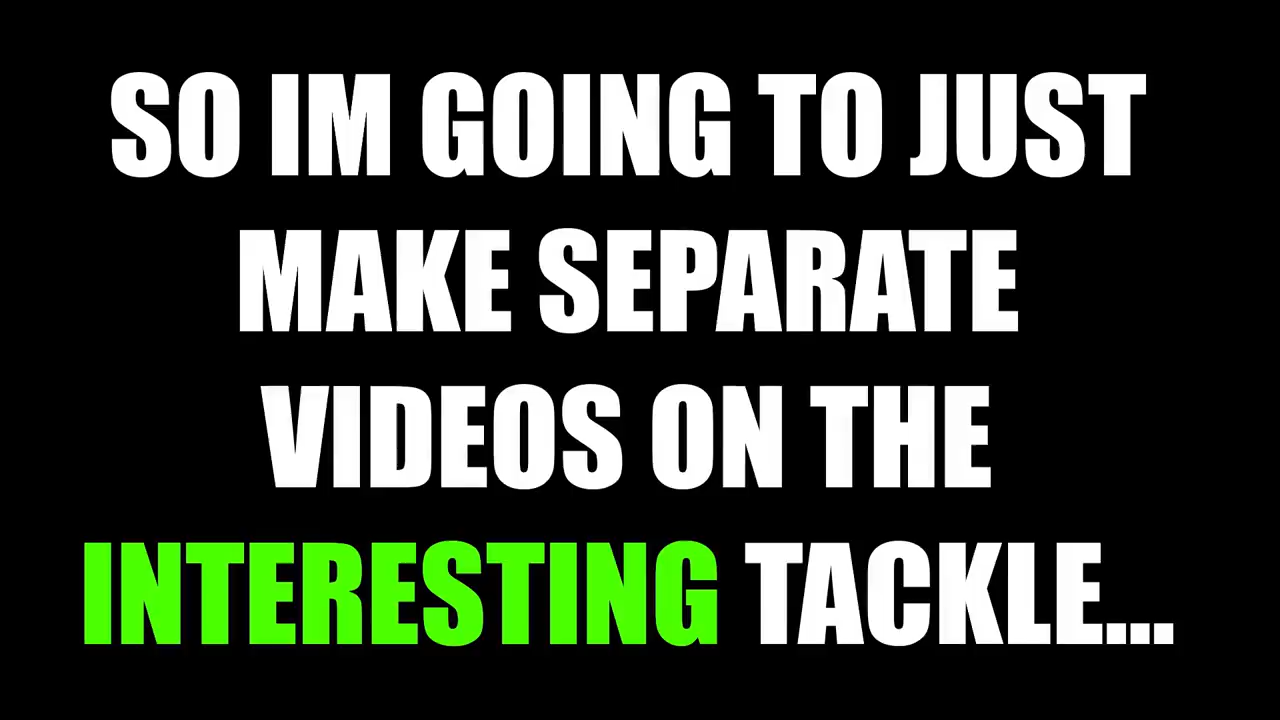 SO IM GOING TO JUST
MAKE SEPARATE
VIDEOS ON THE
INTERESTING TACKLE...